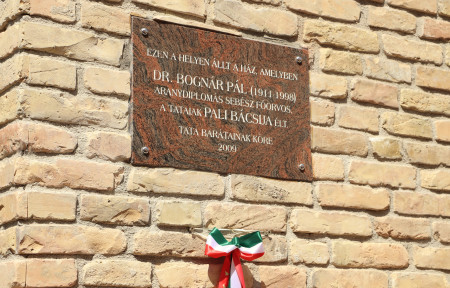 EZEN A HELYEN ÁLLT A HÁZ, AMELYBEN
DR. BOGNÁR PÁL (1911-1998)
ARANYDIPLOMÁS SEBÉSZ FŐORVOS,
A TATAIAK PALI BÁCSIJA ÉLT.
TATA BARÁTAINAK KÖRE
2009